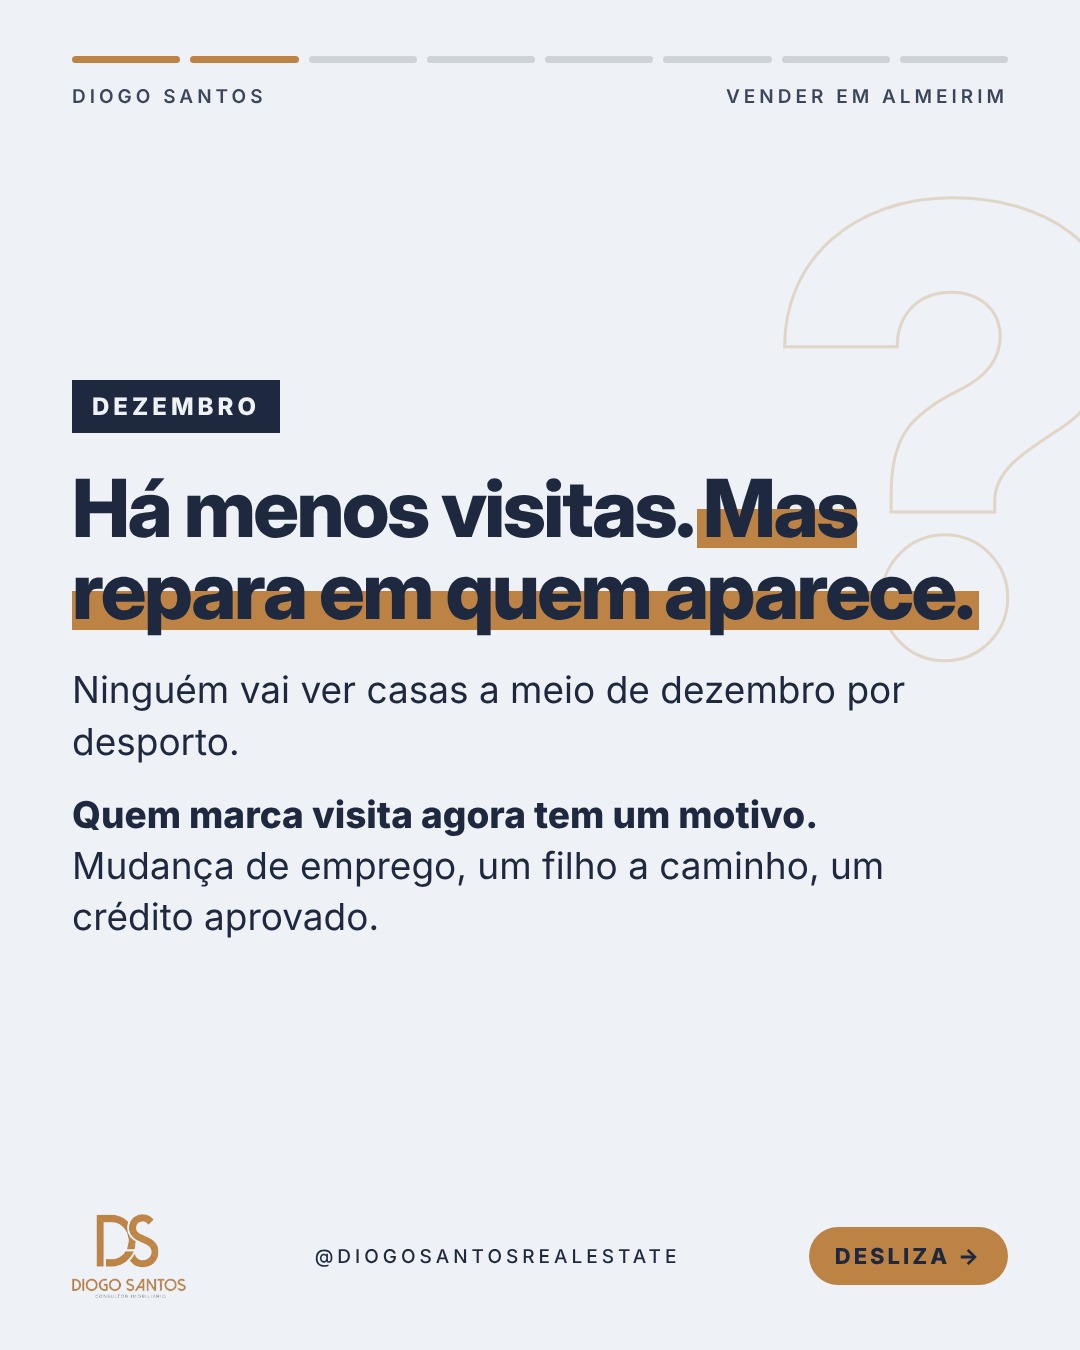 DIOGO SANTOS
VENDER EM ALMEIRIM
?
DEZEMBRO
Há menos visitas. Mas
repara em quem aparece.
Ninguém vai ver casas a meio de dezembro por
desporto.
Quem marca visita agora tem um motivo.
Mudança de emprego, um filho a caminho, um
crédito aprovado.
DS
DIOGO SANTOS
CONSULTOR IMOBILIÁRIO
@DIOGOSANTOSREALESTATE
DESLIZA →